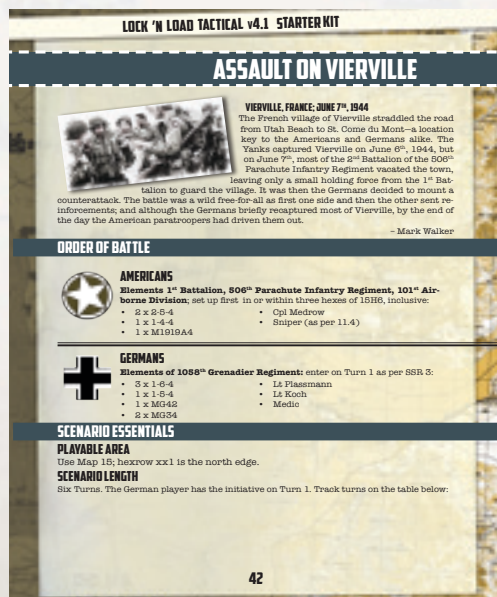 LOCK 'N LOAD TACTICAL v4.1 STARTER KIT
ASSAULT ON VIERVILLE
VIERVILLE, FRANCE; JUNE 7th, 1944
The French village of Vierville straddled the road
from Utah Beach to St. Come du Mont—a location
key to the Americans and Germans alike. The
Yanks captured Vierville on June 6th, 1944, but
on June 7th, most of the 2nd Battalion of the 506th
Parachute Infantry Regiment vacated the town,
leaving only a small holding force from the 1st Bat-
talion to guard the village. It was then the Germans decided to mount a
counterattack. The battle was a wild free-for-all as first one side and then the other sent re-
inforcements; and although the Germans briefly recaptured most of Vierville, by the end of
the day the American paratroopers had driven them out.
~ Mark Walker
ORDER OF BATTLE
AMERICANS
Elements 1st Battalion, 506th Parachute Infantry Regiment, 101st Air-
borne Division; set up first in or within three hexes of 15H6, inclusive:
• 2 x 2-5-4
• 1 x 1-4-4
• 1 x M1919A4
• Cpl Medrow
• Sniper (as per 11.4)
GERMANS
Elements of 1058th Grenadier Regiment: enter on Turn 1 as per SSR 3:
• 3 x 1-6-4
• 1 x 1-5-4
• 1 x MG42
• 2 x MG34
• Lt Plassmann
• Lt Koch
• Medic
SCENARIO ESSENTIALS
PLAYABLE AREA
Use Map 15; hexrow xx1 is the north edge.
SCENARIO LENGTH
Six Turns. The German player has the initiative on Turn 1. Track turns on the table below:
42